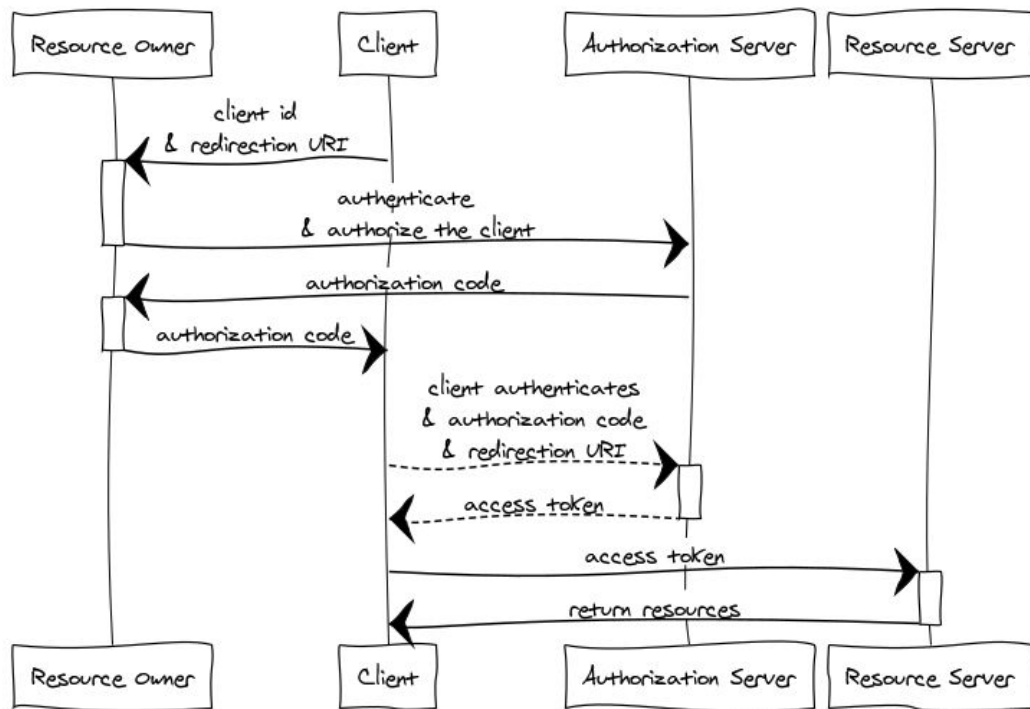 Resource Owner
Client
Authorization Server
Resource Server
client id
& redirection URI
authenticate
& authorize the client
authorization code
authorization code
client authenticates
& authorization code
& redirection URI
access token
access token
return resources
Resource Owner
Client
Authorization Server
Resource Server